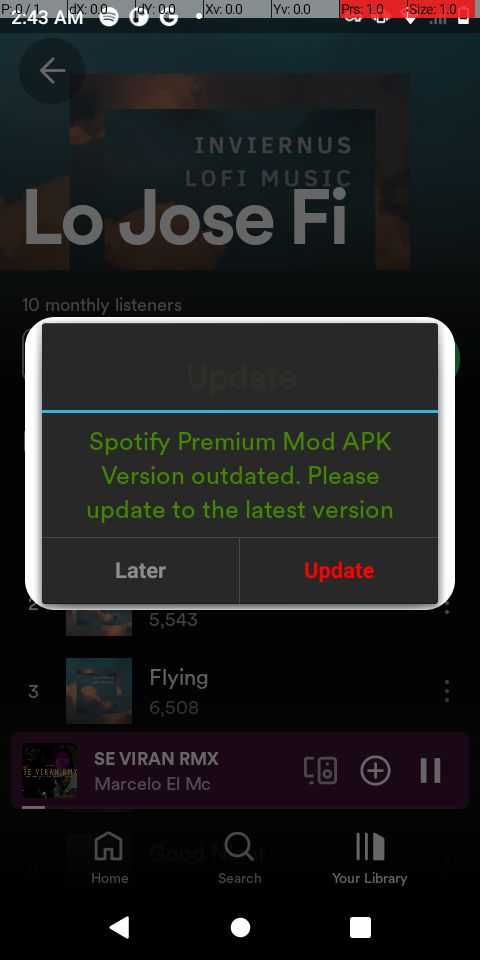 P: 0 / 1 dX: 0.0 dY: 0.0 Xv: 0.0 Yv: 0.0 Prs: 1.0 Size: 1.0
2:43 AM
INVIERNUS
LOFI MUSIC
Lo Jose Fi
10 monthly listeners
Update
Spotify Premium Mod APK
Version outdated. Please
update to the latest version
Later Update
2
5,543
3 Flying
6,508
SE VIRAN RMX
SE VIRAN RMX
Marcelo El Mc
Good Night
Home Search Your Library